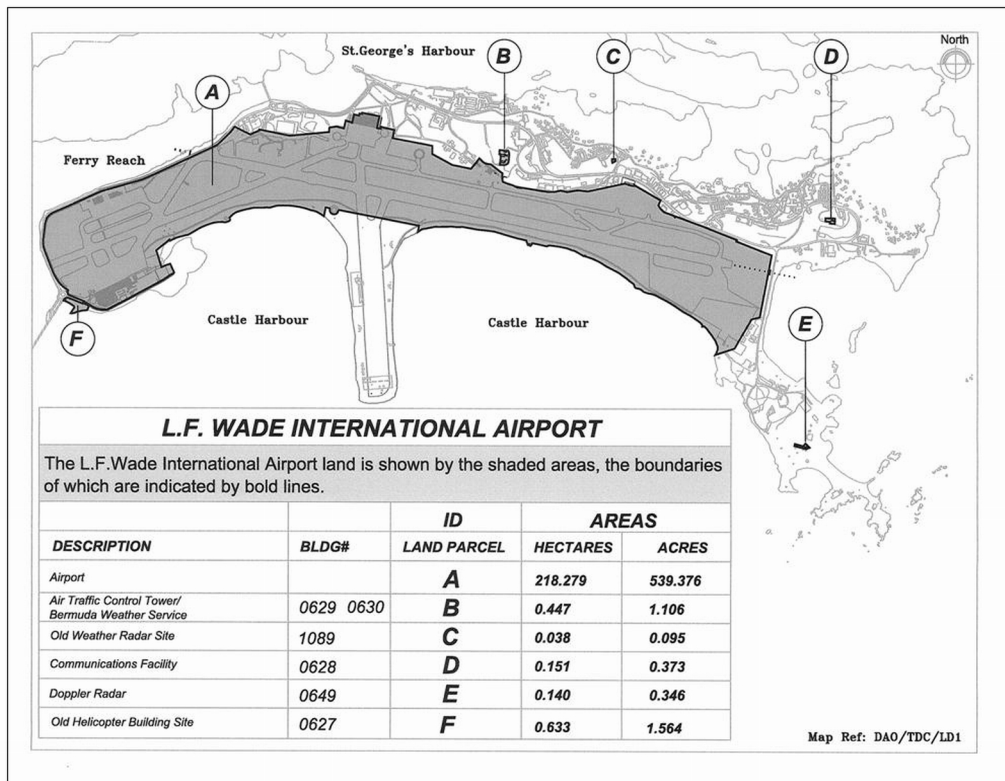 St.George's Harbour
B
C
D
North
A
Ferry Reach
F
Castle Harbour
Castle Harbour
E
L.F. WADE INTERNATIONAL AIRPORT
The L.F.Wade International Airport land is shown by the shaded areas, the boundaries
of which are indicated by bold lines.
ID AREAS
DESCRIPTION BLDG# LAND PARCEL HECTARES ACRES
Airport A 218.279 539.376
Air Traffic Control Tower/
Bermuda Weather Service 0629 0630 B 0.447 1.106
Old Weather Radar Site 1089 C 0.038 0.095
Communications Facility 0628 D 0.151 0.373
Doppler Radar 0649 E 0.140 0.346
Old Helicopter Building Site 0627 F 0.633 1.564
Map Ref: DAO/TDC/LD1